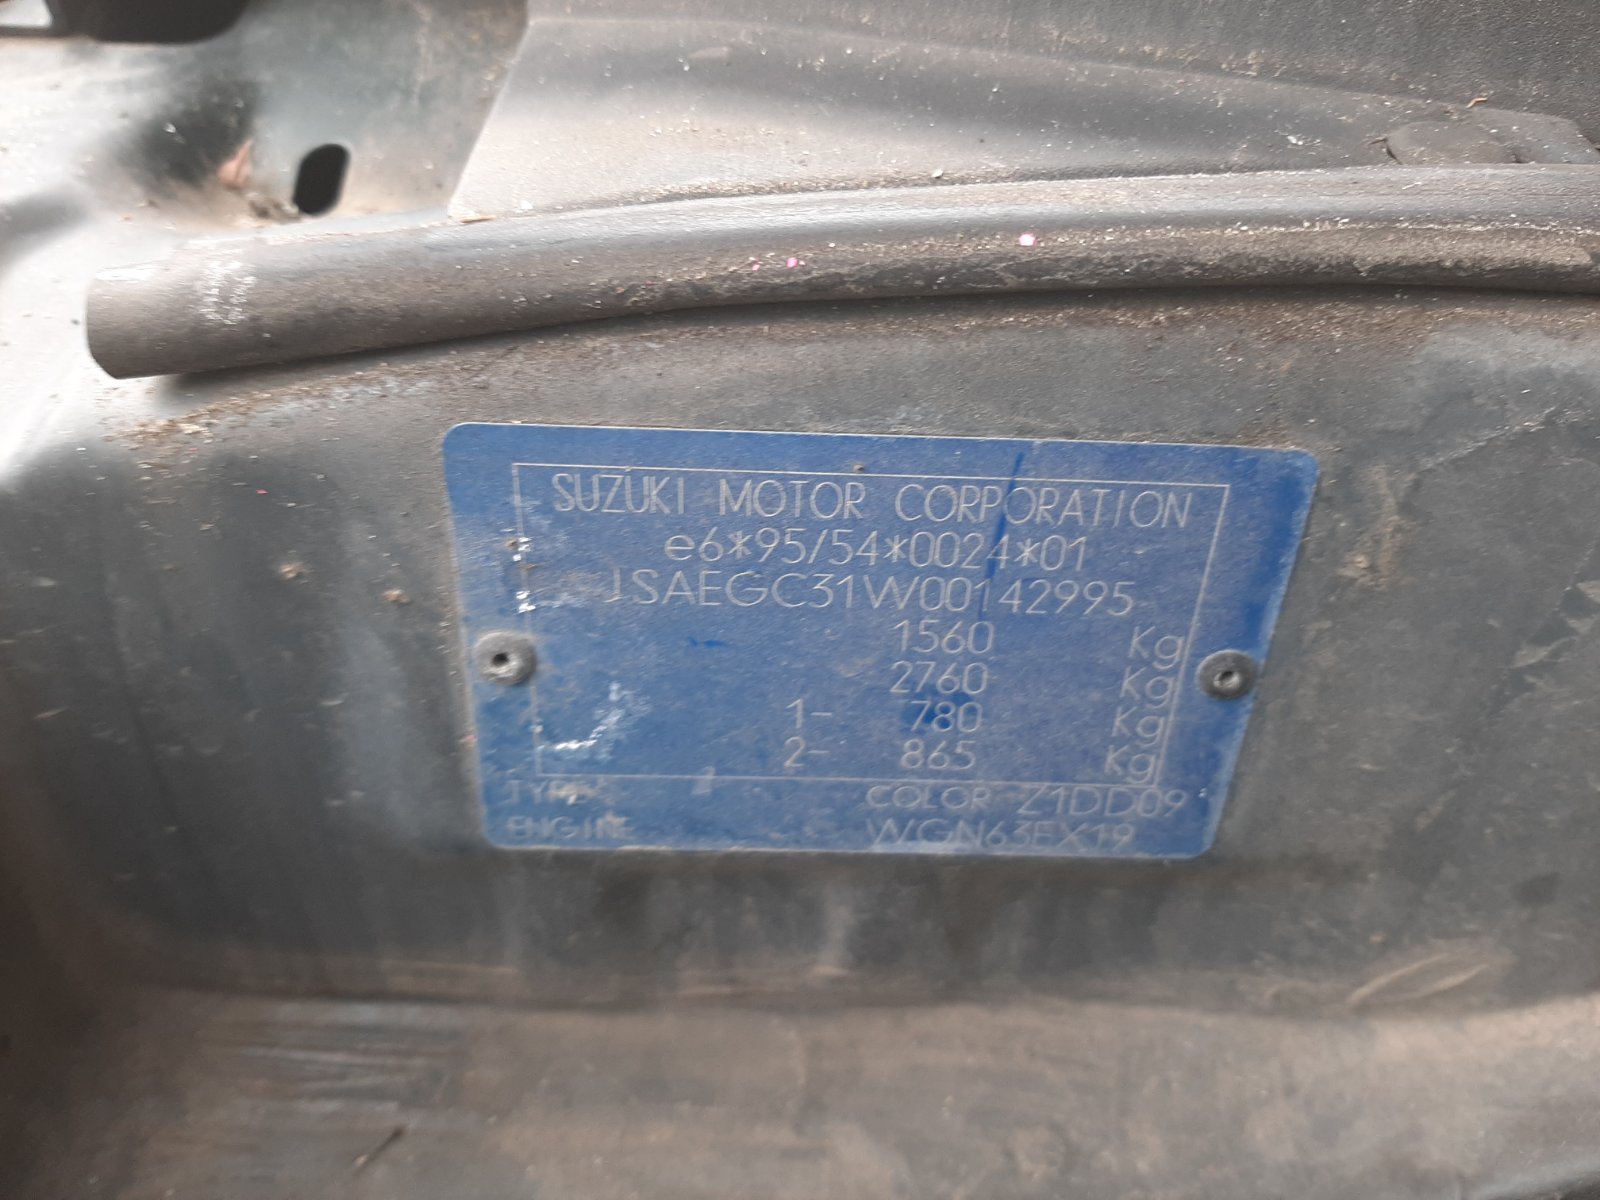 SUZUKI MOTOR CORPORATION
e6*95/54*0024*01
JSAEGC31W00142995
1560 Kg
2760 Kg
1- 780 Kg
2- 865 Kg
TYPE COLOR Z1DD09
ENGINE WGN63EX19